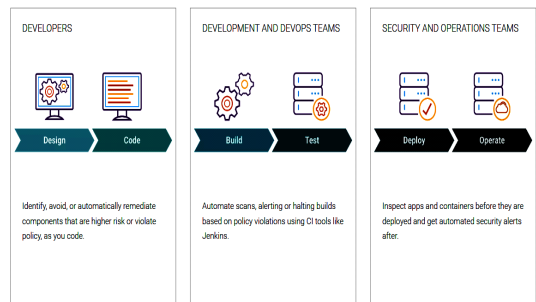 DEVELOPERS
Design
Code
Identify, avoid, or automatically remediate
components that are higher risk or violate
policy, as you code.
DEVELOPMENT AND DEVOPS TEAMS
Build
Test
Automate scans, alerting or halting builds
based on policy violations using CI tools like
Jenkins.
SECURITY AND OPERATIONS TEAMS
Deploy
Operate
Inspect apps and containers before they are
deployed and get automated security alerts
after.